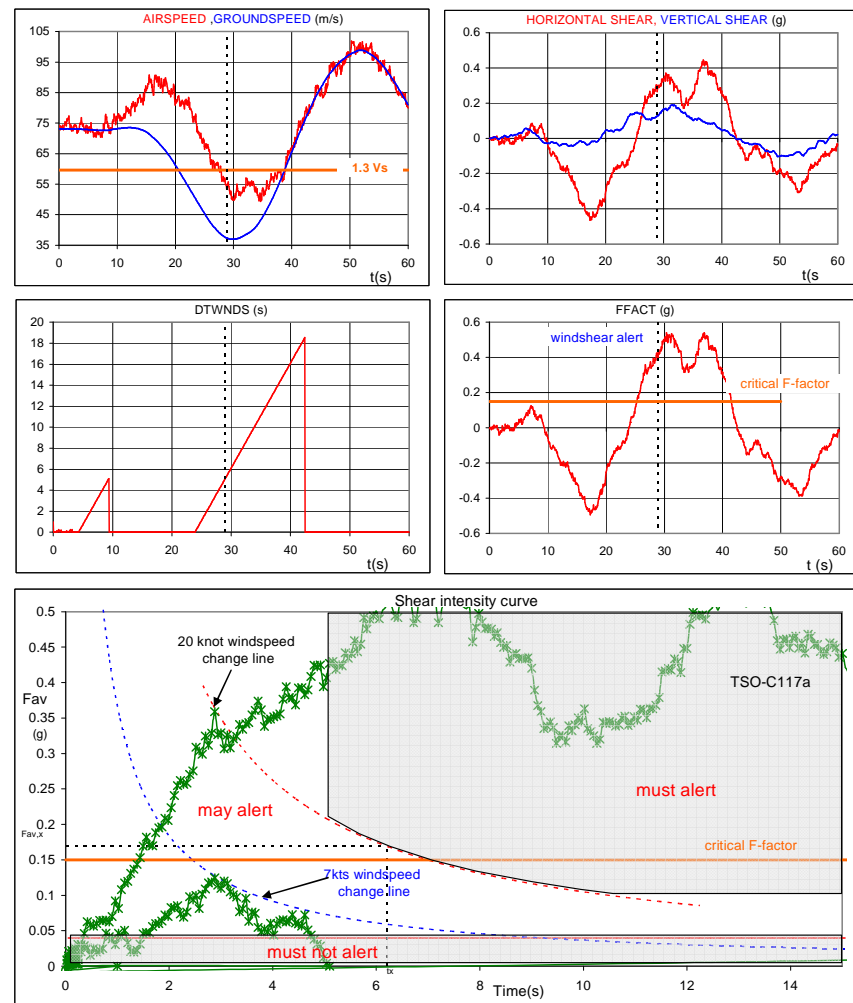 AIRSPEED ,GROUNDSPEED (m/s)
105
95
85
75
65
55
45
35
1.3 Vs
0 10 20 30 40 50 60
t(s)
HORIZONTAL SHEAR, VERTICAL SHEAR (g)
0.6
0.4
0.2
0
-0.2
-0.4
-0.6
0 10 20 30 40 50 60
t(s)
DTWNDS (s)
20
18
16
14
12
10
8
6
4
2
0
0 10 20 30 40 50 60
t(s)
FFACT (g)
0.6
0.4
0.2
0
-0.2
-0.4
-0.6
windshear alert
critical F-factor
0 10 20 30 40 50 60
t (s)
Shear intensity curve
0.5
0.45
0.4
0.35
0.3
0.25
0.2
0.15
0.1
0.05
0
Fav
(g)
Fav,x
20 knot windspeed
change line
TSO-C117a
may alert
must alert
critical F-factor
7kts windspeed
change line
must not alert
0 2 4 6 8 10 12 14
tx
Time(s)